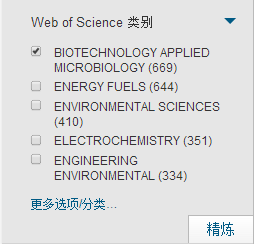 Web of Science 类别
BIOTECHNOLOGY APPLIED
MICROBIOLOGY (669)
ENERGY FUELS (644)
ENVIRONMENTAL SCIENCES
(410)
ELECTROCHEMISTRY (351)
ENGINEERING
ENVIRONMENTAL (334)
更多选项/分类...
精炼